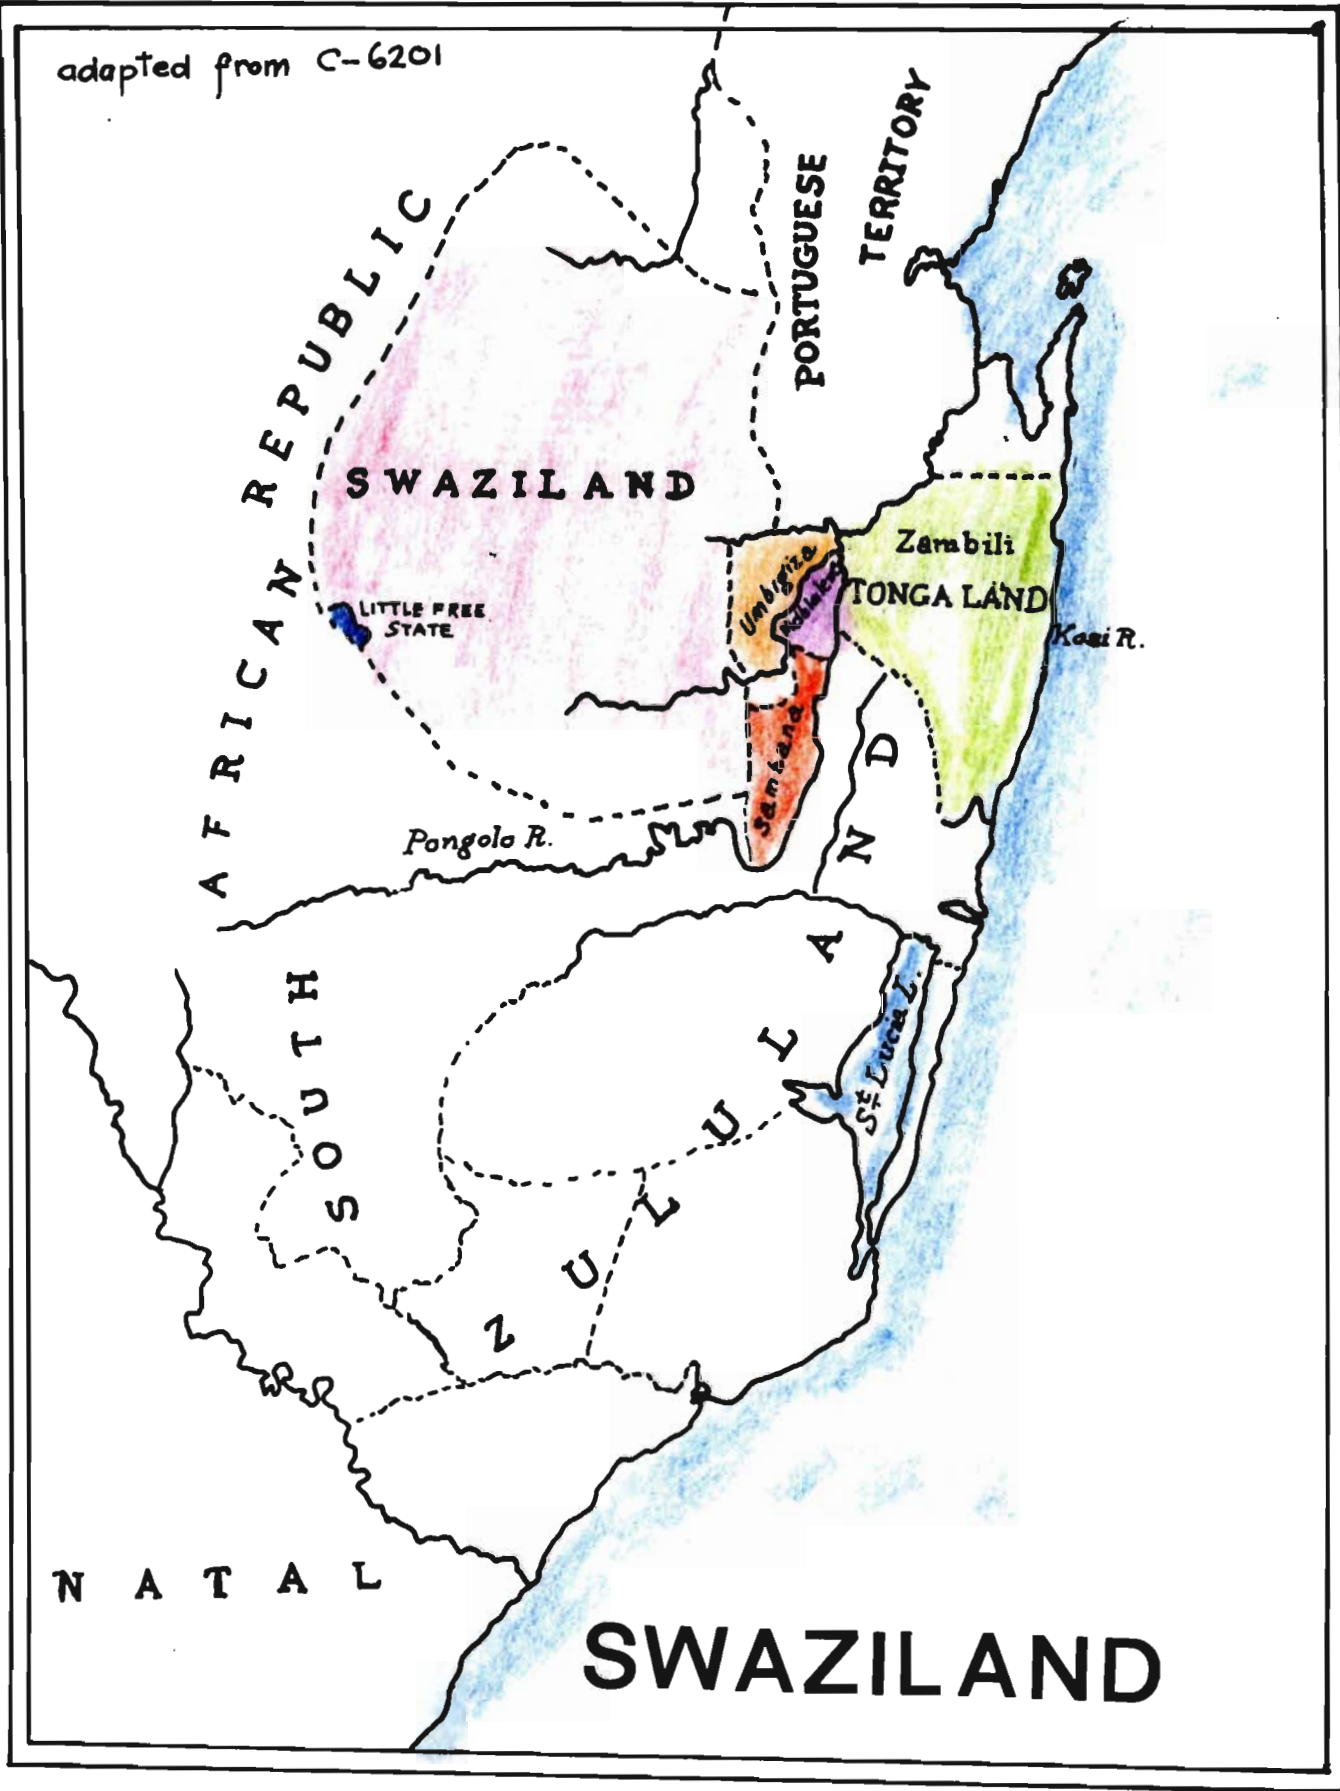 adapted from C-6201
PORTUGUESE
TERRITORY
SOUTH AFRICAN REPUBLIC
SWAZILAND
Umbigiza
Zambili
TONGA LAND
LITTLE FREE
STATE
Kosi R.
Sambana
Pongolo R.
ZULULAND
St Lucia L.
NATAL
SWAZILAND